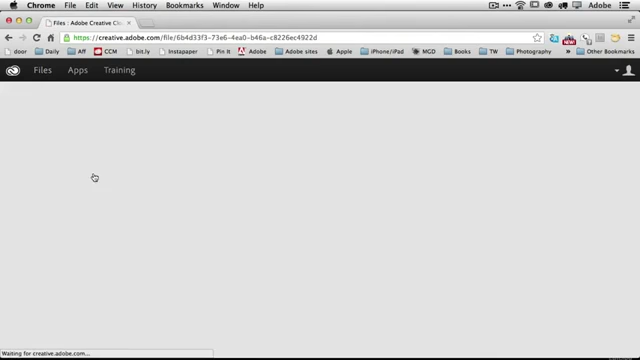 Chrome File Edit View History Bookmarks Window Help Adobe
Files : Adobe Creative Clo
https://creative.adobe.com/file/6b4d33f3-73e6-4ea0-b46a-c8226ec4922d
door Daily Aff CCM bit.ly Instapaper Pin It Adobe Adobe sites Apple iPhone/iPad MGD Books TW Photography » Other Bookmarks
Files Apps Training
Waiting for creative.adobe.com...